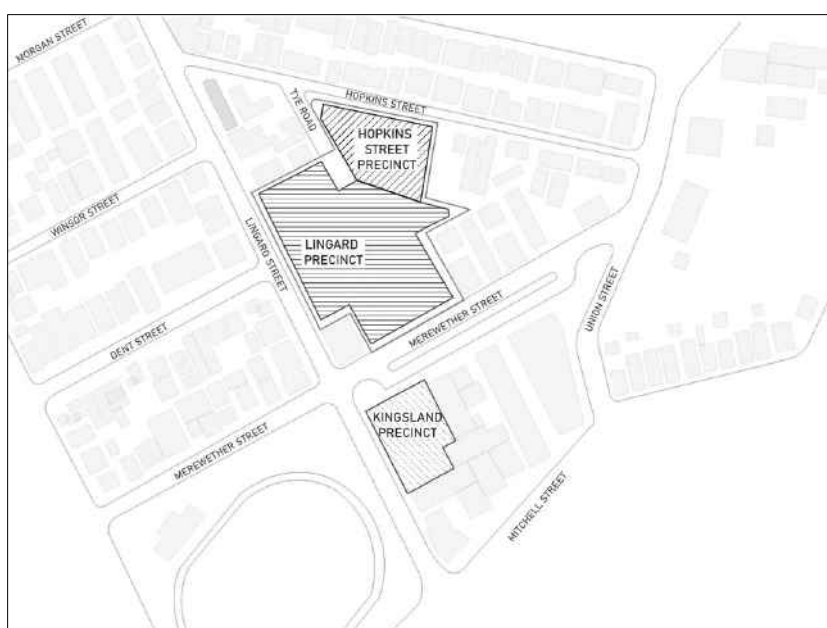 MORGAN STREET
HOPKINS STREET
TYE ROAD
HOPKINS
STREET
PRECINCT
WINSOR STREET
LINGARD STREET
LINGARD
PRECINCT
UNION STREET
MEREWETHER STREET
DENT STREET
KINGSLAND
PRECINCT
MEREWETHER STREET
MITCHELL STREET